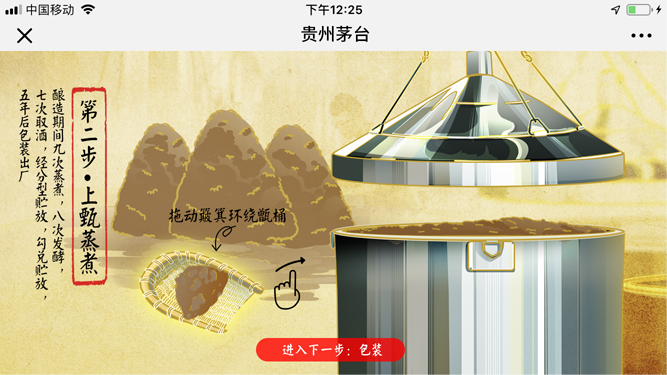 中国移动
下午12:25
贵州茅台
第二步·上甄蒸煮
酿造期间九次蒸煮，八次发酵，
七次取酒，经分型贮放，勾兑贮放，
五年后包装出厂
拖动簸箕环绕甑桶
进入下一步：包装